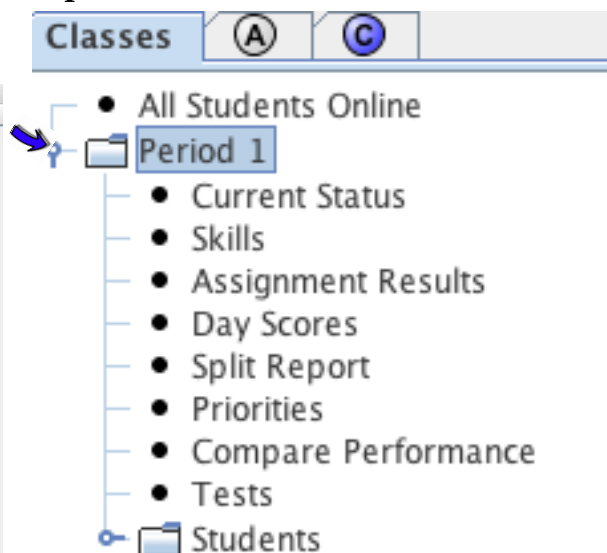 Classes A C
All Students Online
Period 1
Current Status
Skills
Assignment Results
Day Scores
Split Report
Priorities
Compare Performance
Tests
Students